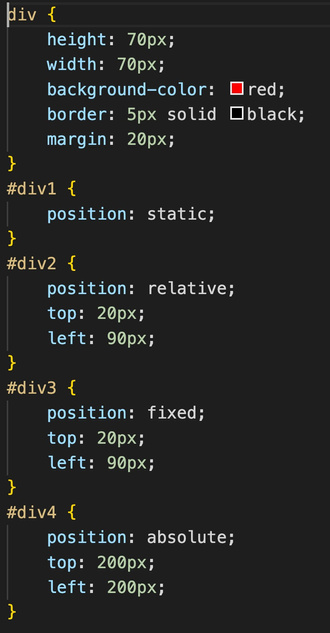 div {
    height: 70px;
    width: 70px;
    background-color: red;
    border: 5px solid black;
    margin: 20px;
}
#div1 {
    position: static;
}
#div2 {
    position: relative;
    top: 20px;
    left: 90px;
}
#div3 {
    position: fixed;
    top: 20px;
    left: 90px;
}
#div4 {
    position: absolute;
    top: 200px;
    left: 200px;
}